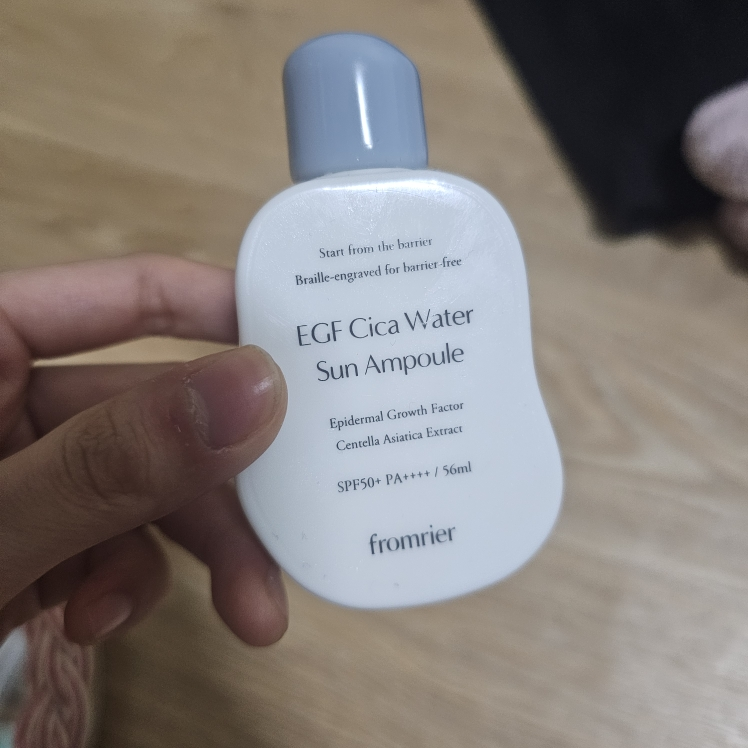 Start from the barrier
Braille-engraved for barrier-free
EGF Cica Water
Sun Ampoule
Epidermal Growth Factor
Centella Asiatica Extract
SPF50+ PA++++ / 56ml
fromrier